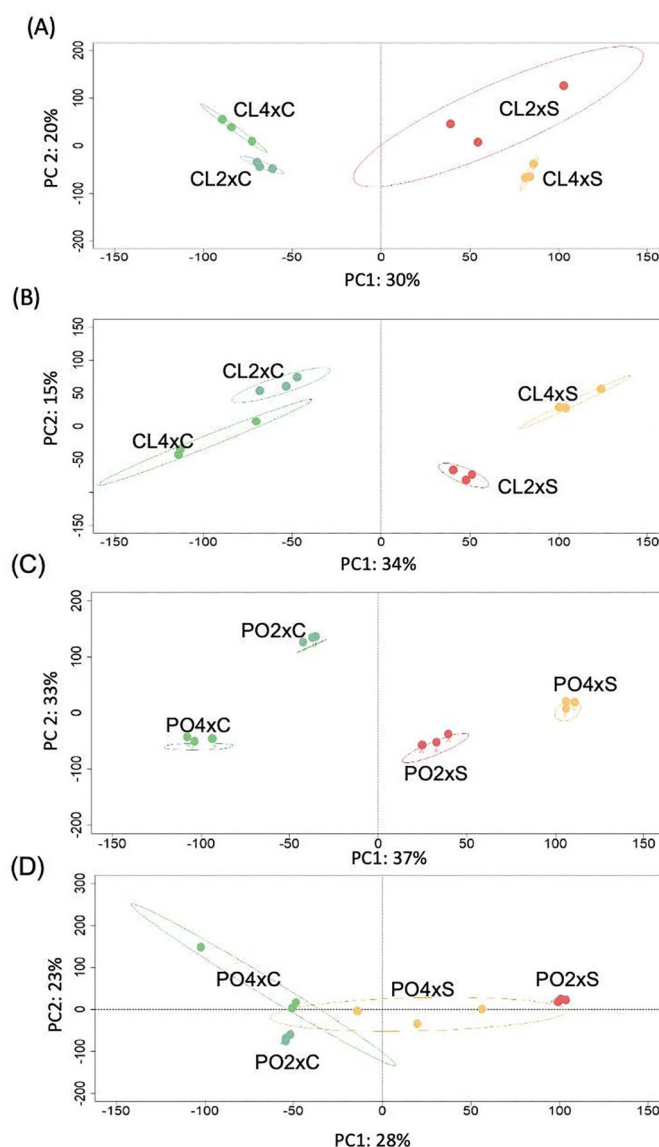 (A)
200
100
0
-100
-200
PC 2: 20%
CL4xC
CL2xC
CL2xS
CL4xS
-150 -100 -50 0 50 100 150
PC1: 30%
(B)
150
100
50
0
-50
-150
PC2: 15%
CL2xC
CL4xC
CL4xS
CL2xS
-150 -100 -50 0 50 100 150
PC1: 34%
(C)
200
100
0
-100
-200
PC 2: 33%
PO2xC
PO4xC
PO4xS
PO2xS
-150 -100 -50 0 50 100 150
PC1: 37%
(D)
300
200
100
0
-100
-200
PC2: 23%
PO4xC
PO4xS
PO2xS
PO2xC
-150 -100 -50 0 50 100 150
PC1: 28%